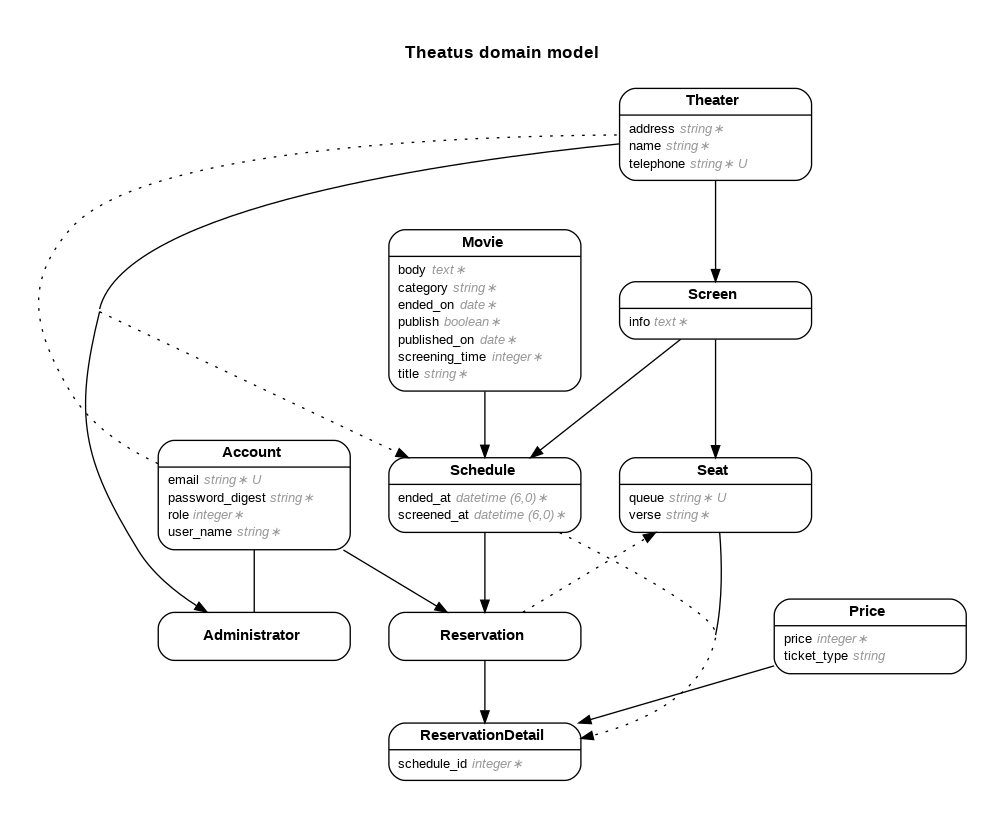 Theatus domain model
Theater
address string∗
name string∗
telephone string∗ U
Movie
body text∗
category string∗
ended_on date∗
publish boolean∗
published_on date∗
screening_time integer∗
title string∗
Screen
info text∗
Account
email string∗ U
password_digest string∗
role integer∗
user_name string∗
Schedule
ended_at datetime (6,0)∗
screened_at datetime (6,0)∗
Seat
queue string∗ U
verse string∗
Administrator
Reservation
Price
price integer∗
ticket_type string
ReservationDetail
schedule_id integer∗